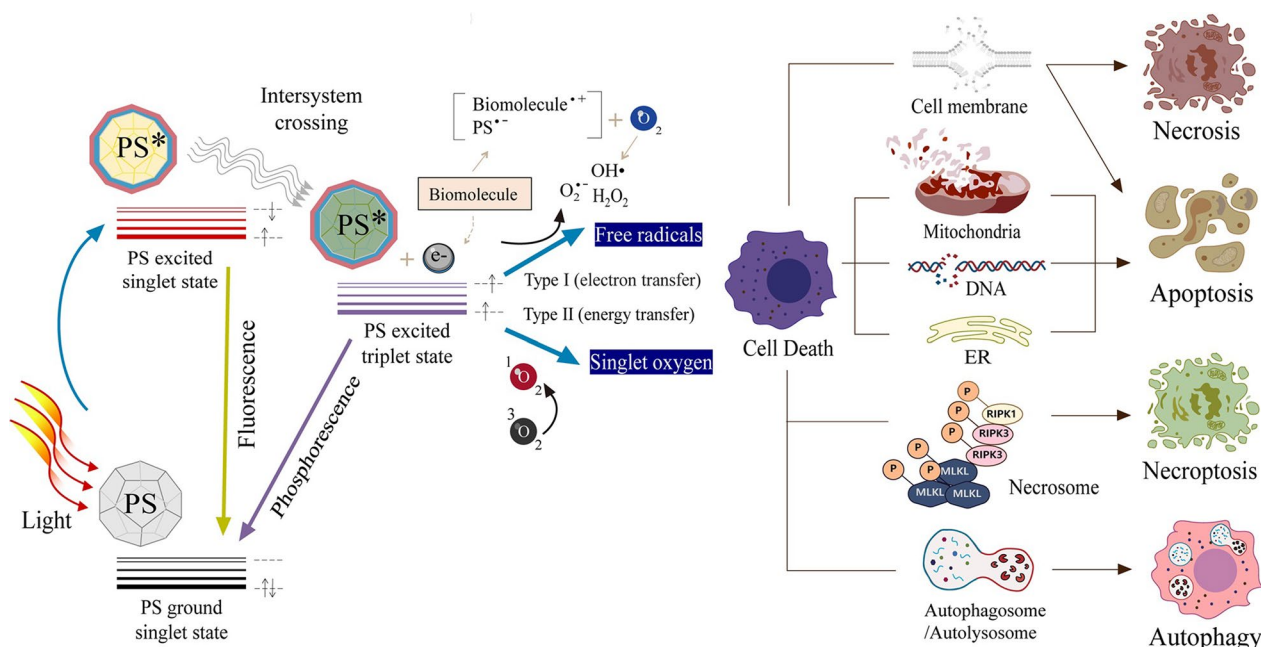 Intersystem
crossing
PS*
PS excited
singlet state
PS*
PS excited
triplet state
Biomolecule•+
PS•−
+
O2
Biomolecule
+
e-
O2•−
OH•
H2O2
Free radicals
Type I (electron transfer)
Type II (energy transfer)
Singlet oxygen
1O2
3O2
Fluorescence
Phosphorescence
Light
PS
PS ground
singlet state
Cell Death
Cell membrane
Mitochondria
DNA
ER
P
P
P
P
P
P
RIPK1
RIPK3
RIPK3
MLKL
MLKL
MLKL
Necrosome
Autophagosome
/Autolysosome
Necrosis
Apoptosis
Necroptosis
Autophagy